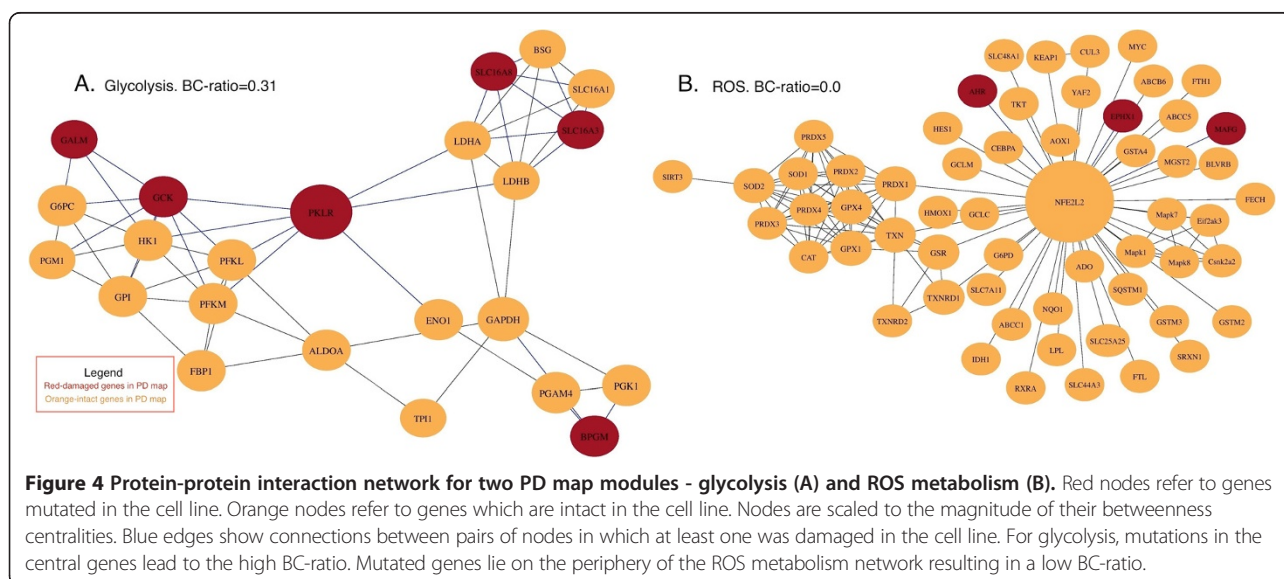 A. Glycolysis. BC-ratio=0.31
BSG
SLC16A8
SLC16A1
SLC16A3
LDHA
LDHB
GALM
GCK
G6PC
PKLR
HK1
PGM1
PFKL
GPI
PFKM
ENO1
GAPDH
FBP1
ALDOA
TPI1
PGAM4
PGK1
BPGM
Legend
Red-damaged genes in PD map
Orange-intact genes in PD map
B. ROS. BC-ratio=0.0
SLC48A1
KEAP1
CUL3
MYC
AHR
TKT
YAF2
ABCB6
FTH1
EPHX1
ABCC5
MAFG
HES1
CEBPA
AOX1
GSTA4
MGST2
BLVRB
GCLM
PRDX5
SIRT3
SOD2
SOD1
PRDX2
PRDX1
PRDX4
GPX4
PRDX3
CAT
GPX1
TXN
HMOX1
GCLC
NFE2L2
FECH
Mapk7
Eif2ak3
Mapk1
Mapk8
Csnk2a2
GSR
G6PD
ADO
SQSTM1
SLC7A11
TXNRD1
TXNRD2
NQO1
ABCC1
GSTM3
GSTM2
SLC25A25
SRXN1
IDH1
LPL
RXRA
SLC44A3
FTL
Figure 4 Protein-protein interaction network for two PD map modules - glycolysis (A) and ROS metabolism (B). Red nodes refer to genes
mutated in the cell line. Orange nodes refer to genes which are intact in the cell line. Nodes are scaled to the magnitude of their betweenness
centralities. Blue edges show connections between pairs of nodes in which at least one was damaged in the cell line. For glycolysis, mutations in the
central genes lead to the high BC-ratio. Mutated genes lie on the periphery of the ROS metabolism network resulting in a low BC-ratio.